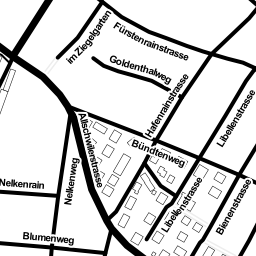 im Ziegelgarten
Fürstenrainstrasse
Goldenthalweg
Hafenrainstrasse
Libellenstrasse
Allschwilerstrasse
Bündtenweg
Nelkenweg
Nelkenrain
Libellenstrasse
Bienenstrasse
Blumenweg